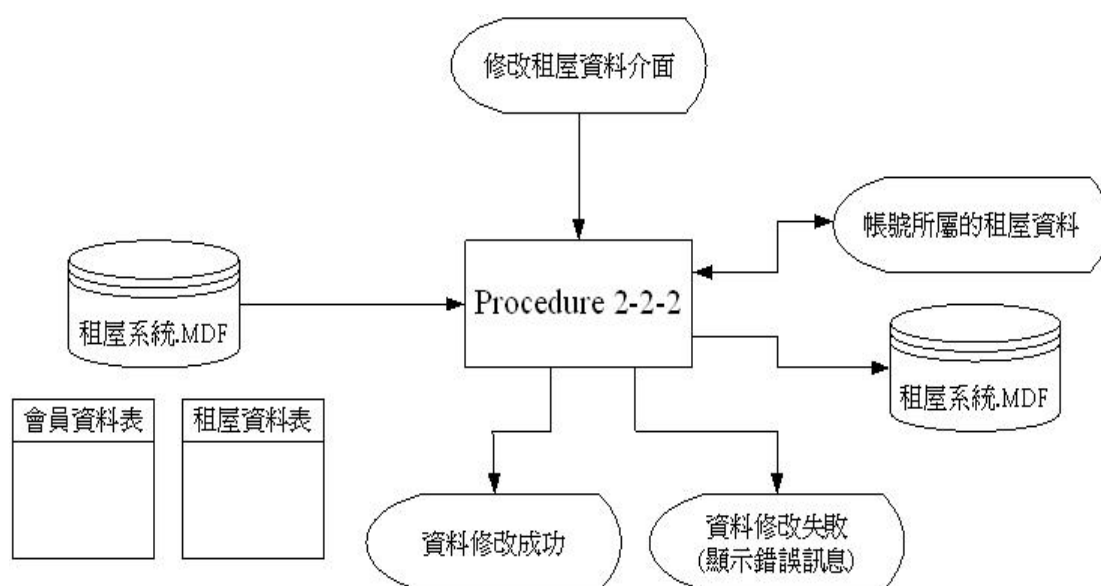 修改租屋資料介面
帳號所屬的租屋資料
Procedure 2-2-2
租屋系統.MDF
租屋系統.MDF
會員資料表
租屋資料表
資料修改成功
資料修改失敗
(顯示錯誤訊息)